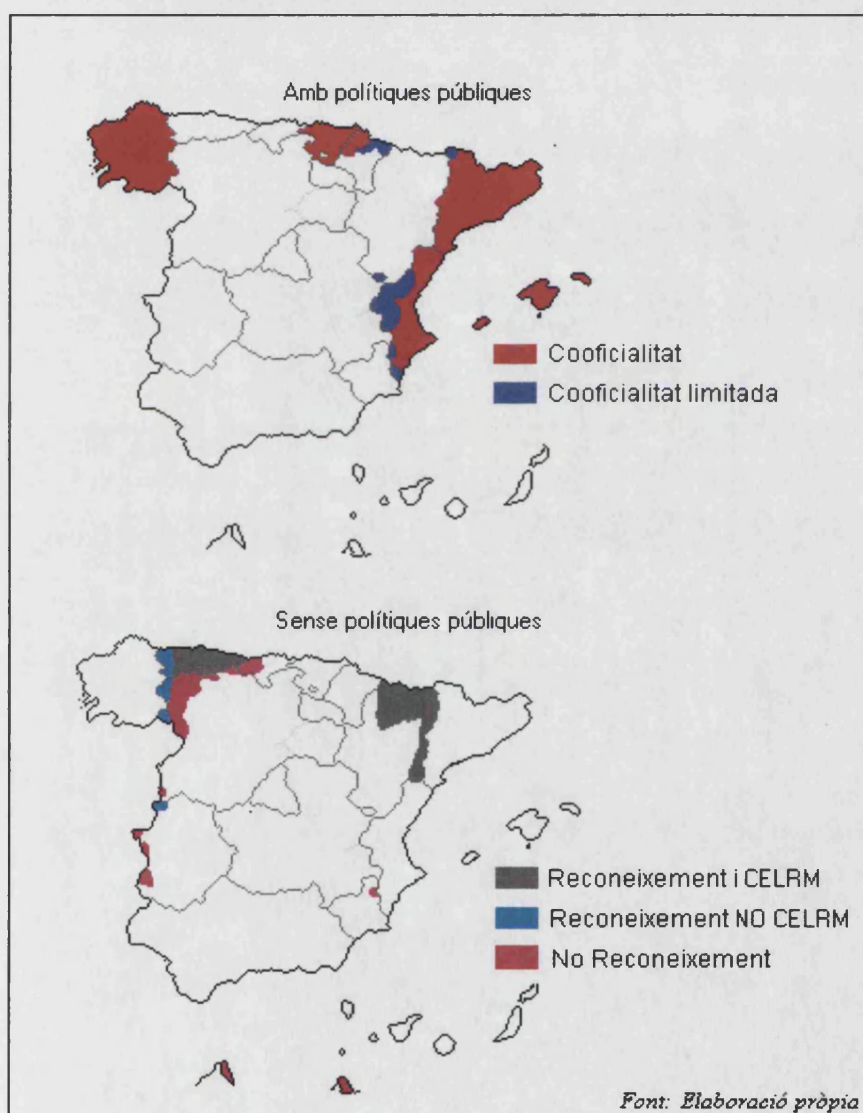 Amb polítiques públiques
Cooficialitat
Cooficialitat limitada
Sense polítiques públiques
Reconeixement i CELRM
Reconeixement NO CELRM
No Reconeixement
Font: Elaboració pròpia